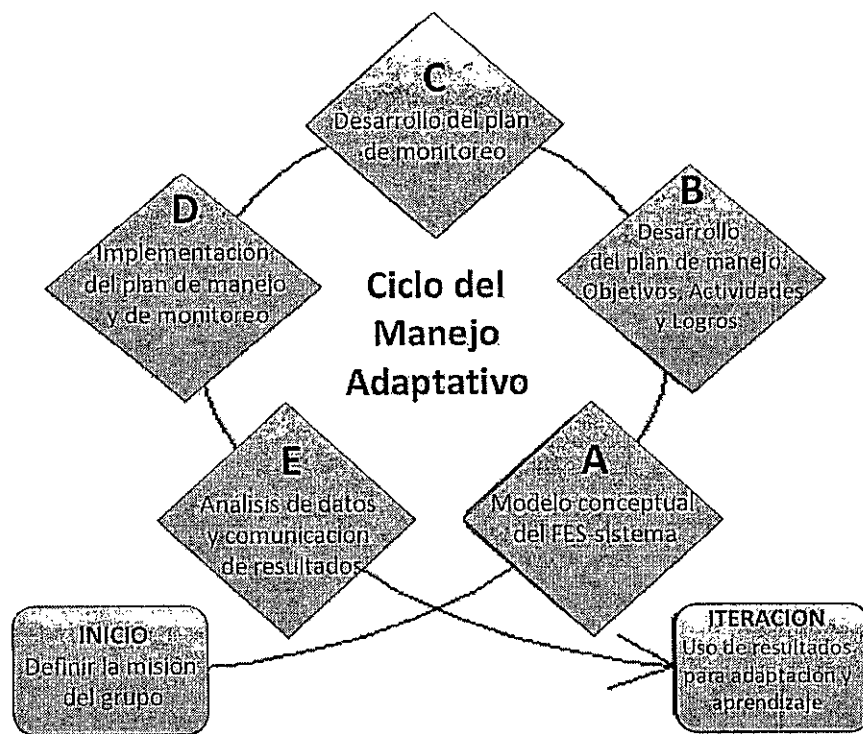 C
Desarrollo del plan
de monitoreo
D
Implementación
del plan de manejo
y de monitoreo
B
Desarrollo
del plan de manejo:
Objetivos, Actividades
y Logros
Ciclo del
Manejo
Adaptativo
E
Análisis de datos
y comunicación
de resultados
A
Modelo conceptual
del FES-sistema
INICIO
Definir la misión
del grupo
ITERACION
Uso de resultados
para adaptación y
aprendizaje